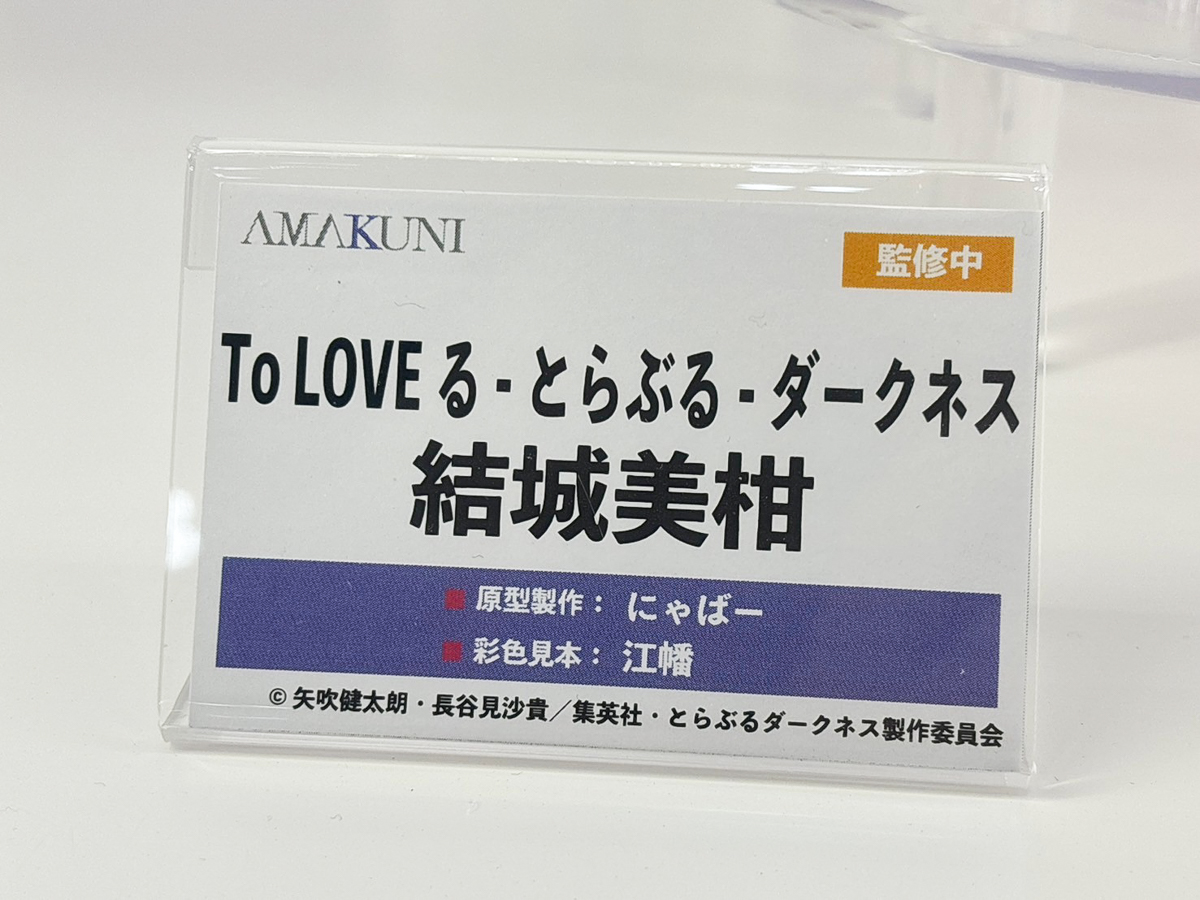 AMAKUNI
監修中
To LOVE る - とらぶる - ダークネス
結城美柑
■ 原型製作： にゃばー
■ 彩色見本： 江幡
© 矢吹健太朗・長谷見沙貴／集英社・とらぶるダークネス製作委員会